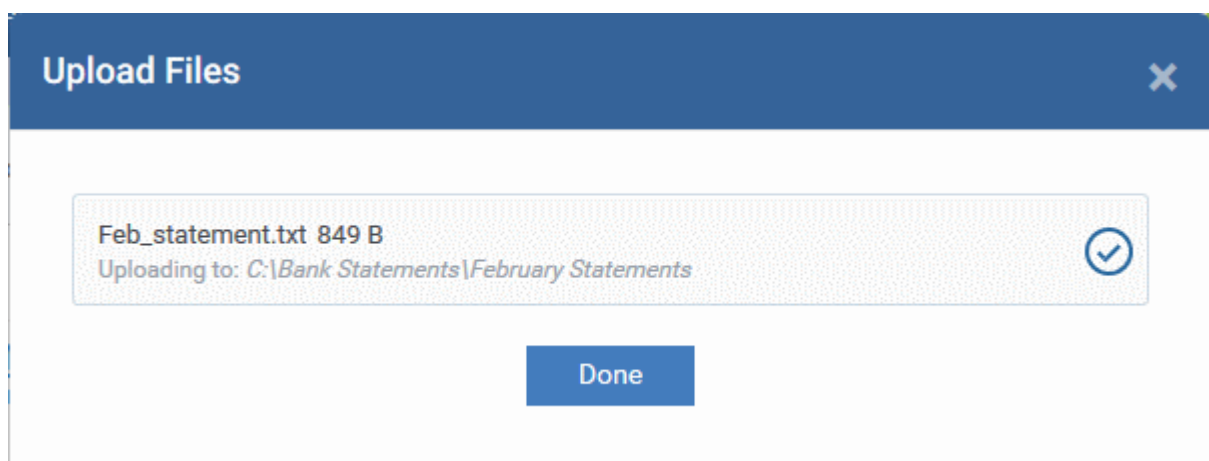 Upload Files
Feb_statement.txt 849 B
Uploading to: C:\Bank Statements\February Statements
Done